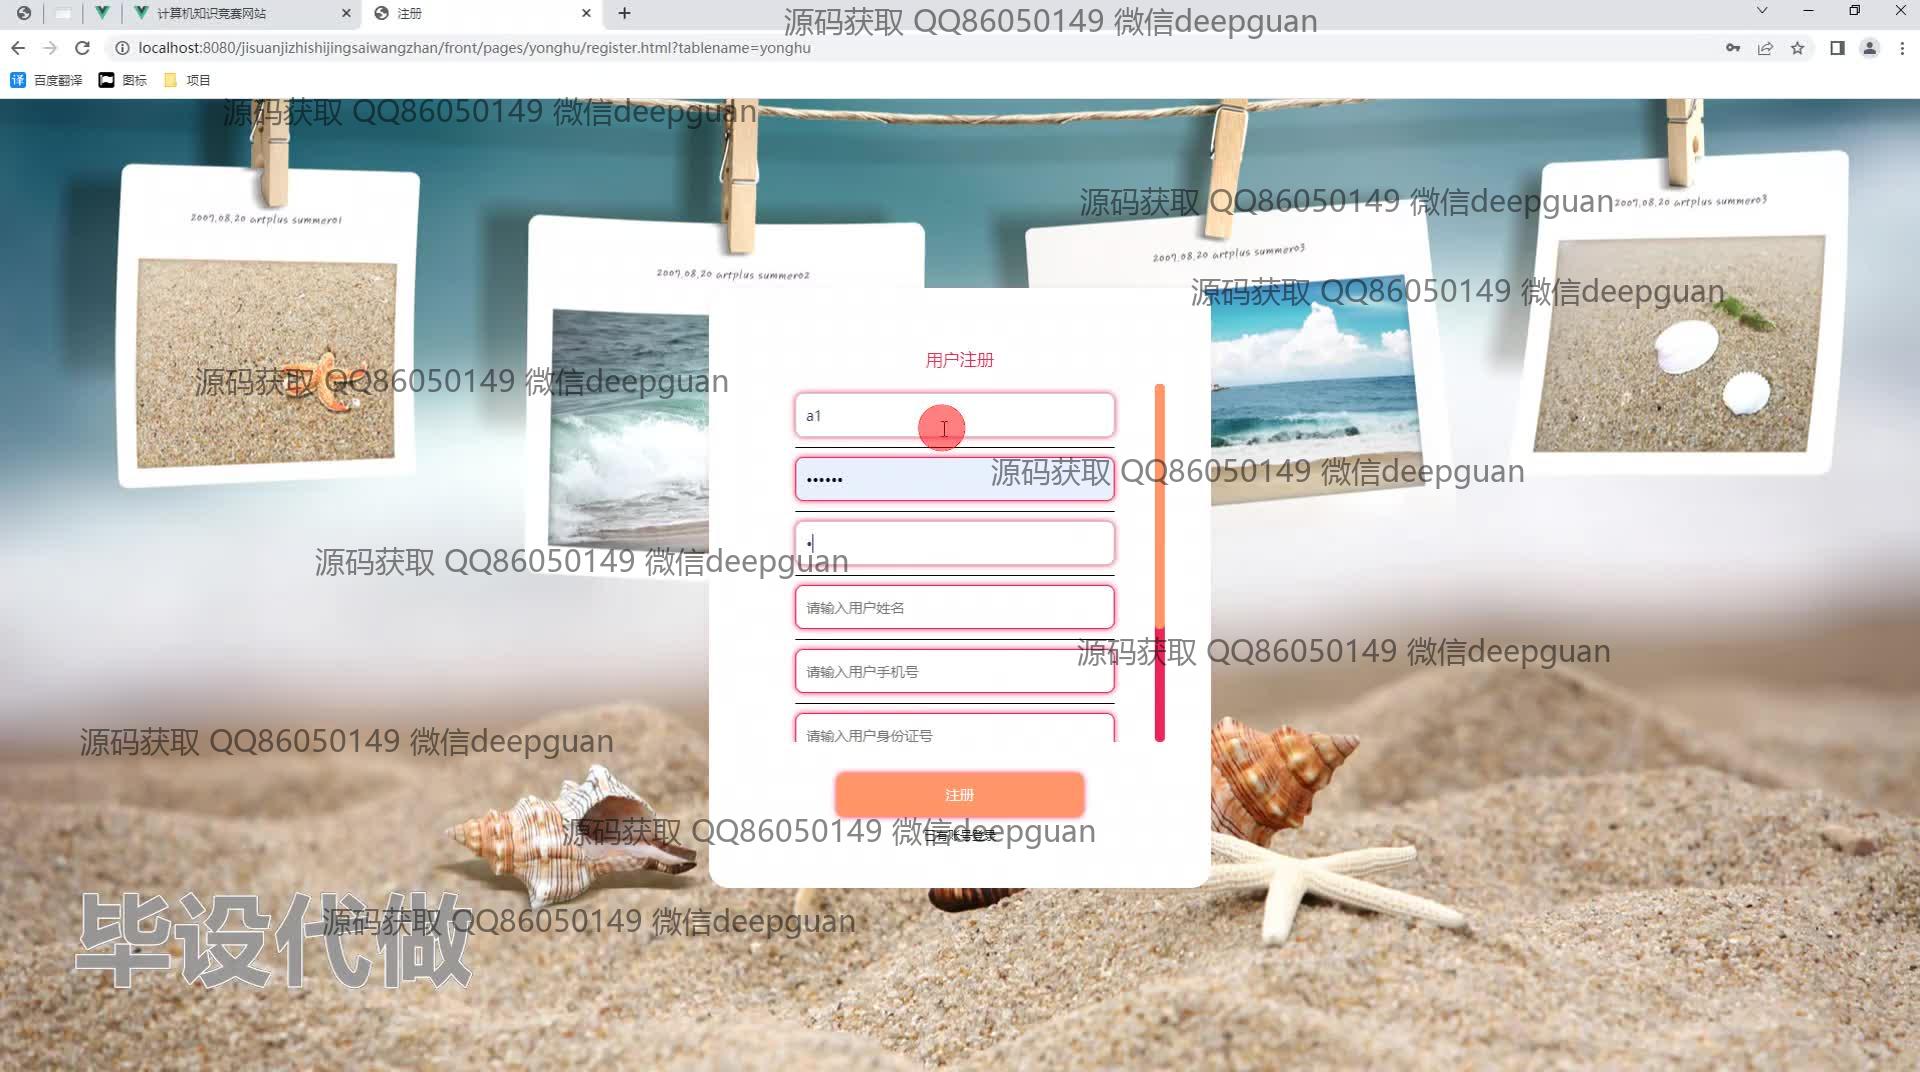 计算机知识竞赛网站
注册
源码获取 QQ86050149 微信deepguan
localhost:8080/jisuanjizhishijingsaiwangzhan/front/pages/yonghu/register.html?tablename=yonghu
译 百度翻译 图标 项目
源码获取 QQ86050149 微信deepguan
源码获取 QQ86050149 微信deepguan
2007.08.20 artplus summer03
2007.08.20 artplus summer01
2007.08.20 artplus summer03
2007.08.20 artplus summer02
源码获取 QQ86050149 微信deepguan
用户注册
源码获取 QQ86050149 微信deepguan
a1
源码获取 QQ86050149 微信deepguan
••••••
•
源码获取 QQ86050149 微信deepguan
请输入用户姓名
源码获取 QQ86050149 微信deepguan
请输入用户手机号
请输入用户身份证号
源码获取 QQ86050149 微信deepguan
注册
源码获取 QQ86050149 微信deepguan
已有账号登录
源码获取 QQ86050149 微信deepguan
毕设代做